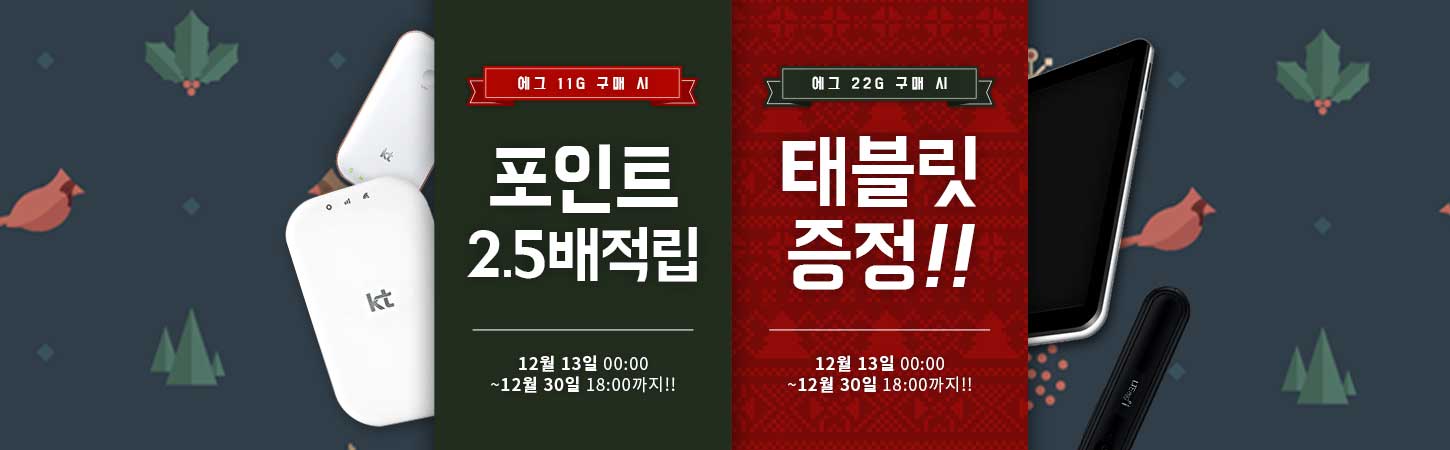 kt
kt
에그 11G 구매 시
포인트
2.5배적립
12월 13일 00:00
~12월 30일 18:00까지!!
에그 22G 구매 시
태블릿
증정!!
12월 13일 00:00
~12월 30일 18:00까지!!